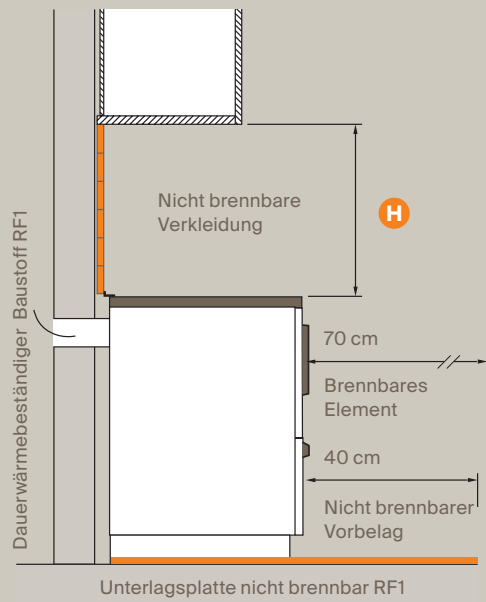 Nicht brennbare
Verkleidung
H
Dauerwärmebeständiger Baustoff RF1
70 cm
Brennbares
Element
40 cm
Nicht brennbarer
Vorbelag
Unterlagsplatte nicht brennbar RF1